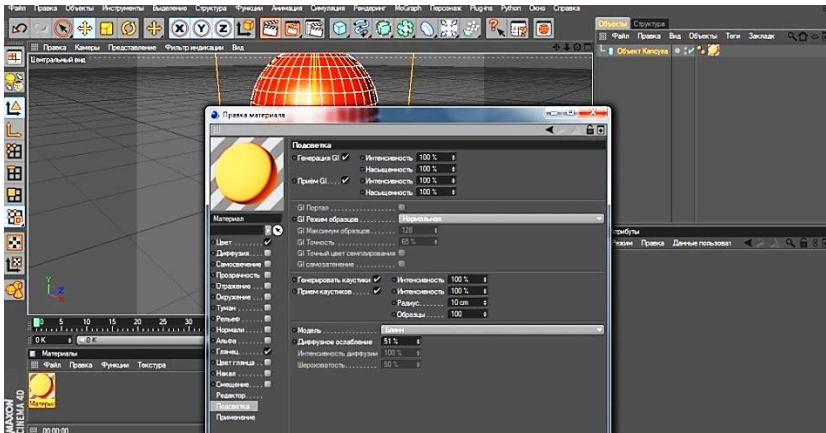 Файл Правка Объекты Инструменты Выделение Структура Функции Анимация Симуляция Рендеринг MoGraph Персонаж Plug-ins Python Окно Справка
Объекты Структура
Файл Правка Вид Объекты Теги Закладк
Объект Капсула
Правка Камеры Представление Фильтр индикации Вид
Центральный вид
X Y Z
Правка материала
Подсветка
Генерация GI Интенсивность 100 %
Насыщенность 100 %
Приём GI.... Интенсивность 100 %
Насыщенность 100 %
GI Портал
GI Режим образцов Нормальная
GI Максимум образцов 128
GI Точность 65 %
GI Точный цвет семплирования
GI самозатенение
Генерировать каустики Интенсивность 100 %
Прием каустиков Интенсивность 100 %
Радиус 10 cm
Образцы 100
Модель Блинн
Диффузное ослабление 51 %
Интенсивность диффузии 100 %
Шероховатость 50 %
Материал
Цвет
Диффузия
Самосвечение
Прозрачность
Отражение
Окружение
Туман
Рельеф
Нормали
Альфа
Глянец
Цвет глянца
Накал
Смещение
Редактор
Подсветка
Применение
трибуты
Режим Правка Данные пользоват
Y
Z
0 5 10 15 20 25 30
0 K 0 K
Материалы
Файл Правка Функции Текстура
Материа
MAXON
CINEMA 4D
00:00:00